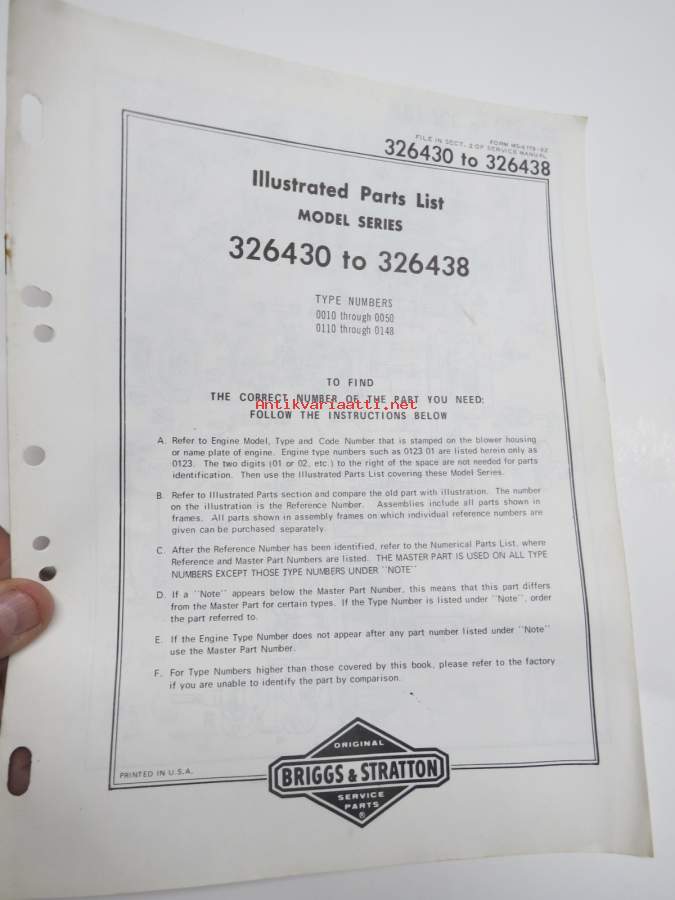 FILE IN SECT. 2 OF SERVICE MANUAL
326430 to 326438
Illustrated Parts List
MODEL SERIES
326430 to 326438
TYPE NUMBERS
0010 through 0050
0110 through 0148
TO FIND
THE CORRECT NUMBER OF THE PART YOU NEED:
Antikvariaatti.net
FOLLOW THE INSTRUCTIONS BELOW
A. Refer to Engine Model, Type and Code Number that is stamped on the blower housing
or name plate of engine. Engine type numbers such as 0123 01 are listed herein only as
0123. The two digits (01 or 02, etc.) to the right of the space are not needed for parts
identification. Then use the Illustrated Parts List covering these Model Series.
B. Refer to Illustrated Parts section and compare the old part with illustration. The number
on the illustration is the Reference Number. Assemblies include all parts shown in
frames. All parts shown in assembly frames on which individual reference numbers are
given can be purchased separately.
C. After the Reference Number has been identified, refer to the Numerical Parts List, where
Reference and Master Part Numbers are listed. THE MASTER PART IS USED ON ALL TYPE
NUMBERS EXCEPT THOSE TYPE NUMBERS UNDER "NOTE"
D. If a "Note" appears below the Master Part Number, this means that this part differs
from the Master Part for certain types. If the Type Number is listed under "Note", order
the part referred to.
E. If the Engine Type Number does not appear after any part number listed under "Note"
use the Master Part Number.
F. For Type Numbers higher than those covered by this book, please refer to the factory
if you are unable to identify the part by comparison.
ORIGINAL
BRIGGS & STRATTON
SERVICE
PARTS
®
PRINTED IN U.S.A.